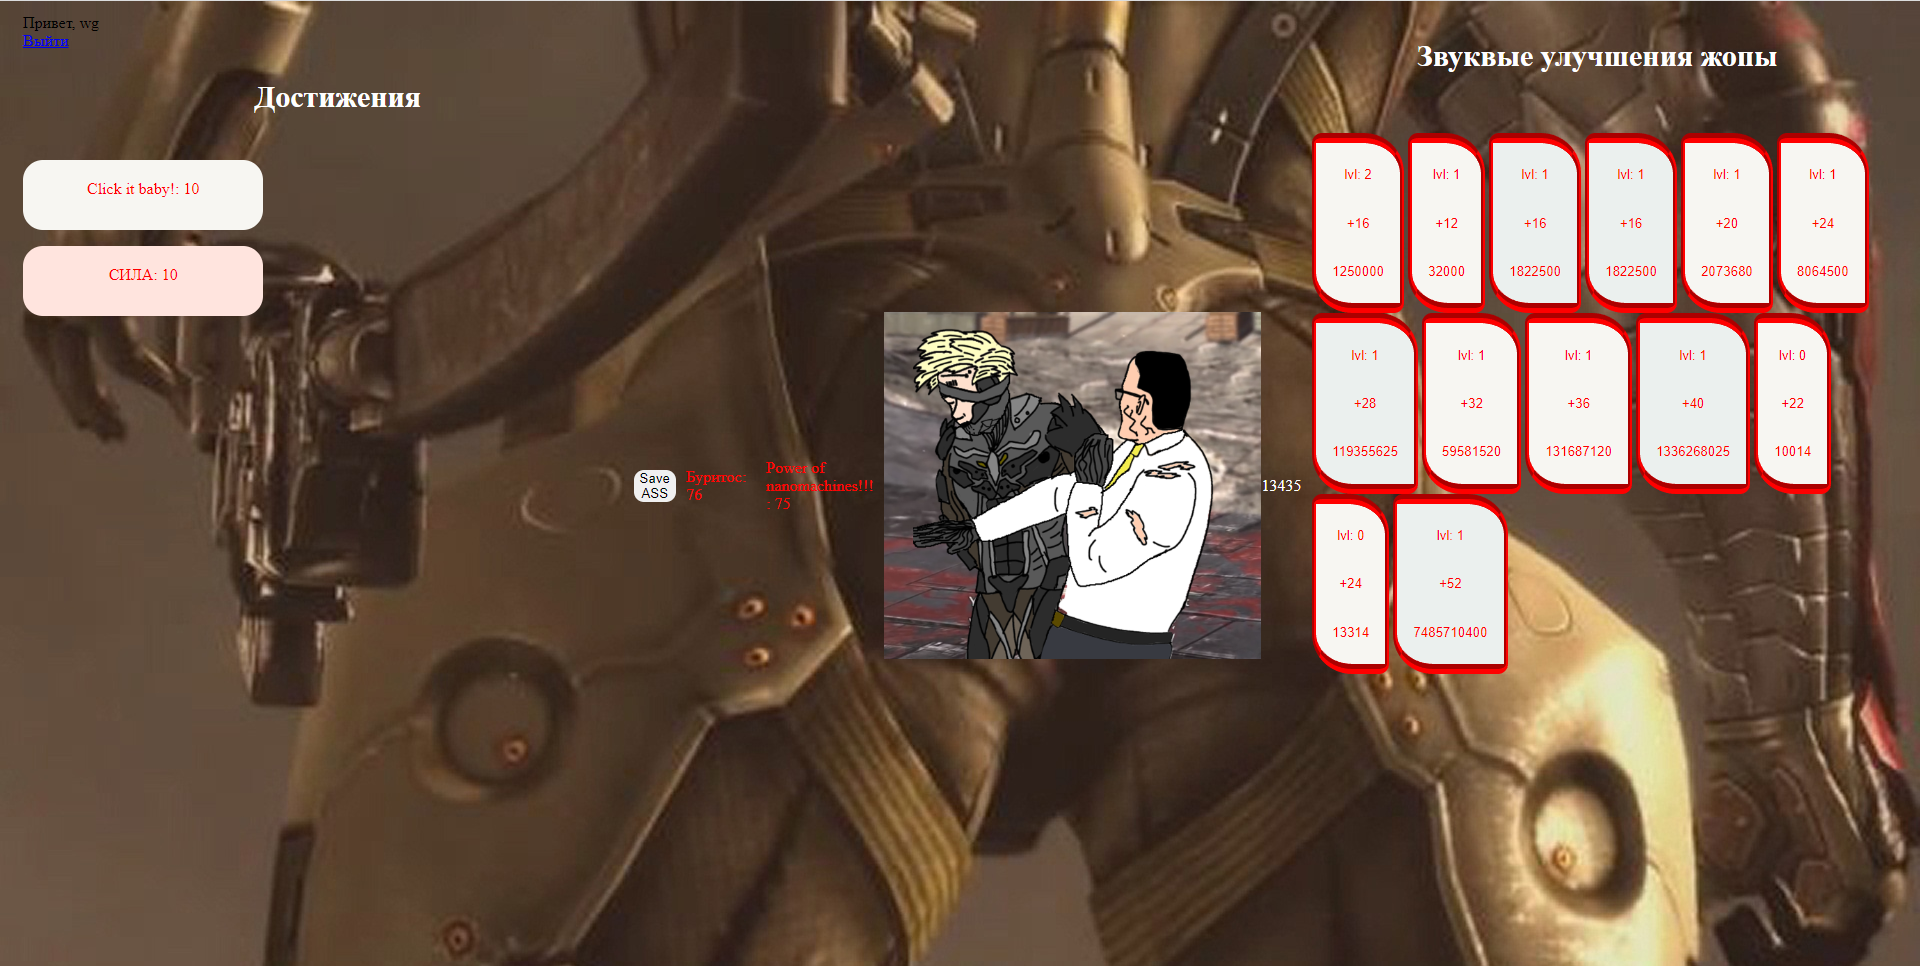 Привет, wg
Выйти
Достижения
Click it baby!: 10
СИЛА: 10
Save
ASS
Буритос:
76
Power of
nanomachines!!!
: 75
13435
Звуквые улучшения жопы
lvl: 2
+16
1250000
lvl: 1
+12
32000
lvl: 1
+16
1822500
lvl: 1
+16
1822500
lvl: 1
+20
2073680
lvl: 1
+24
8064500
lvl: 1
+28
119355625
lvl: 1
+32
59581520
lvl: 1
+36
131687120
lvl: 1
+40
1336268025
lvl: 0
+22
10014
lvl: 0
+24
13314
lvl: 1
+52
7485710400